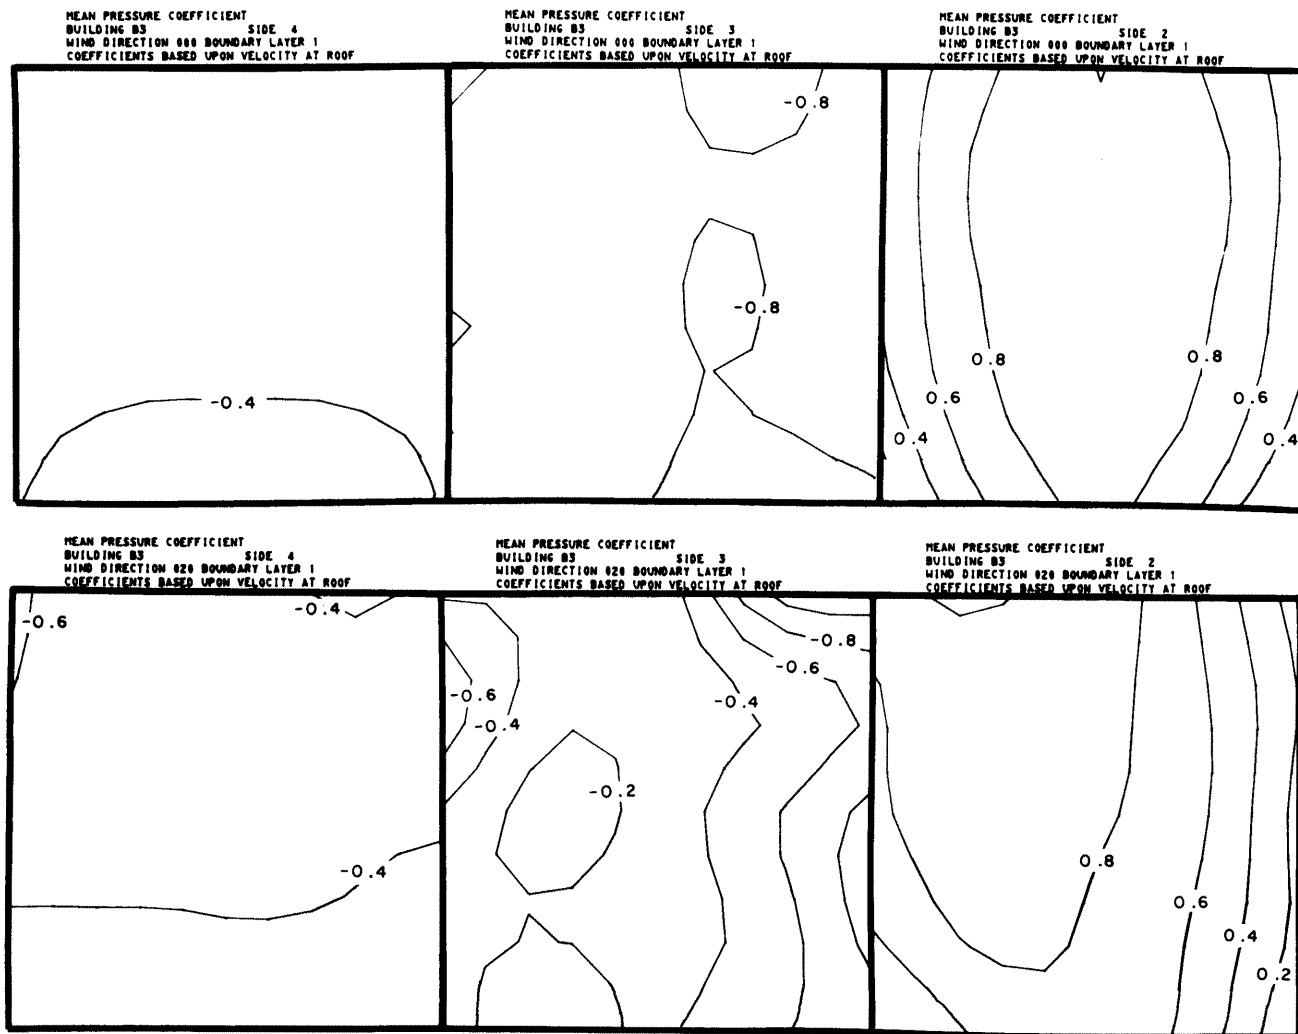 MEAN PRESSURE COEFFICIENT
BUILDING B3 SIDE 4
WIND DIRECTION 000 BOUNDARY LAYER 1
COEFFICIENTS BASED UPON VELOCITY AT ROOF
-0.4
MEAN PRESSURE COEFFICIENT
BUILDING B3 SIDE 3
WIND DIRECTION 000 BOUNDARY LAYER 1
COEFFICIENTS BASED UPON VELOCITY AT ROOF
-0.8
-0.8
MEAN PRESSURE COEFFICIENT
BUILDING B3 SIDE 2
WIND DIRECTION 000 BOUNDARY LAYER 1
COEFFICIENTS BASED UPON VELOCITY AT ROOF
0.8
0.8
0.6
0.6
0.4
0.4
MEAN PRESSURE COEFFICIENT
BUILDING B3 SIDE 4
WIND DIRECTION 020 BOUNDARY LAYER 1
COEFFICIENTS BASED UPON VELOCITY AT ROOF
-0.4
-0.6
-0.4
MEAN PRESSURE COEFFICIENT
BUILDING B3 SIDE 3
WIND DIRECTION 020 BOUNDARY LAYER 1
COEFFICIENTS BASED UPON VELOCITY AT ROOF
-0.8
-0.6
-0.6
-0.4
-0.4
-0.2
MEAN PRESSURE COEFFICIENT
BUILDING B3 SIDE 2
WIND DIRECTION 020 BOUNDARY LAYER 1
COEFFICIENTS BASED UPON VELOCITY AT ROOF
0.8
0.6
0.4
0.2